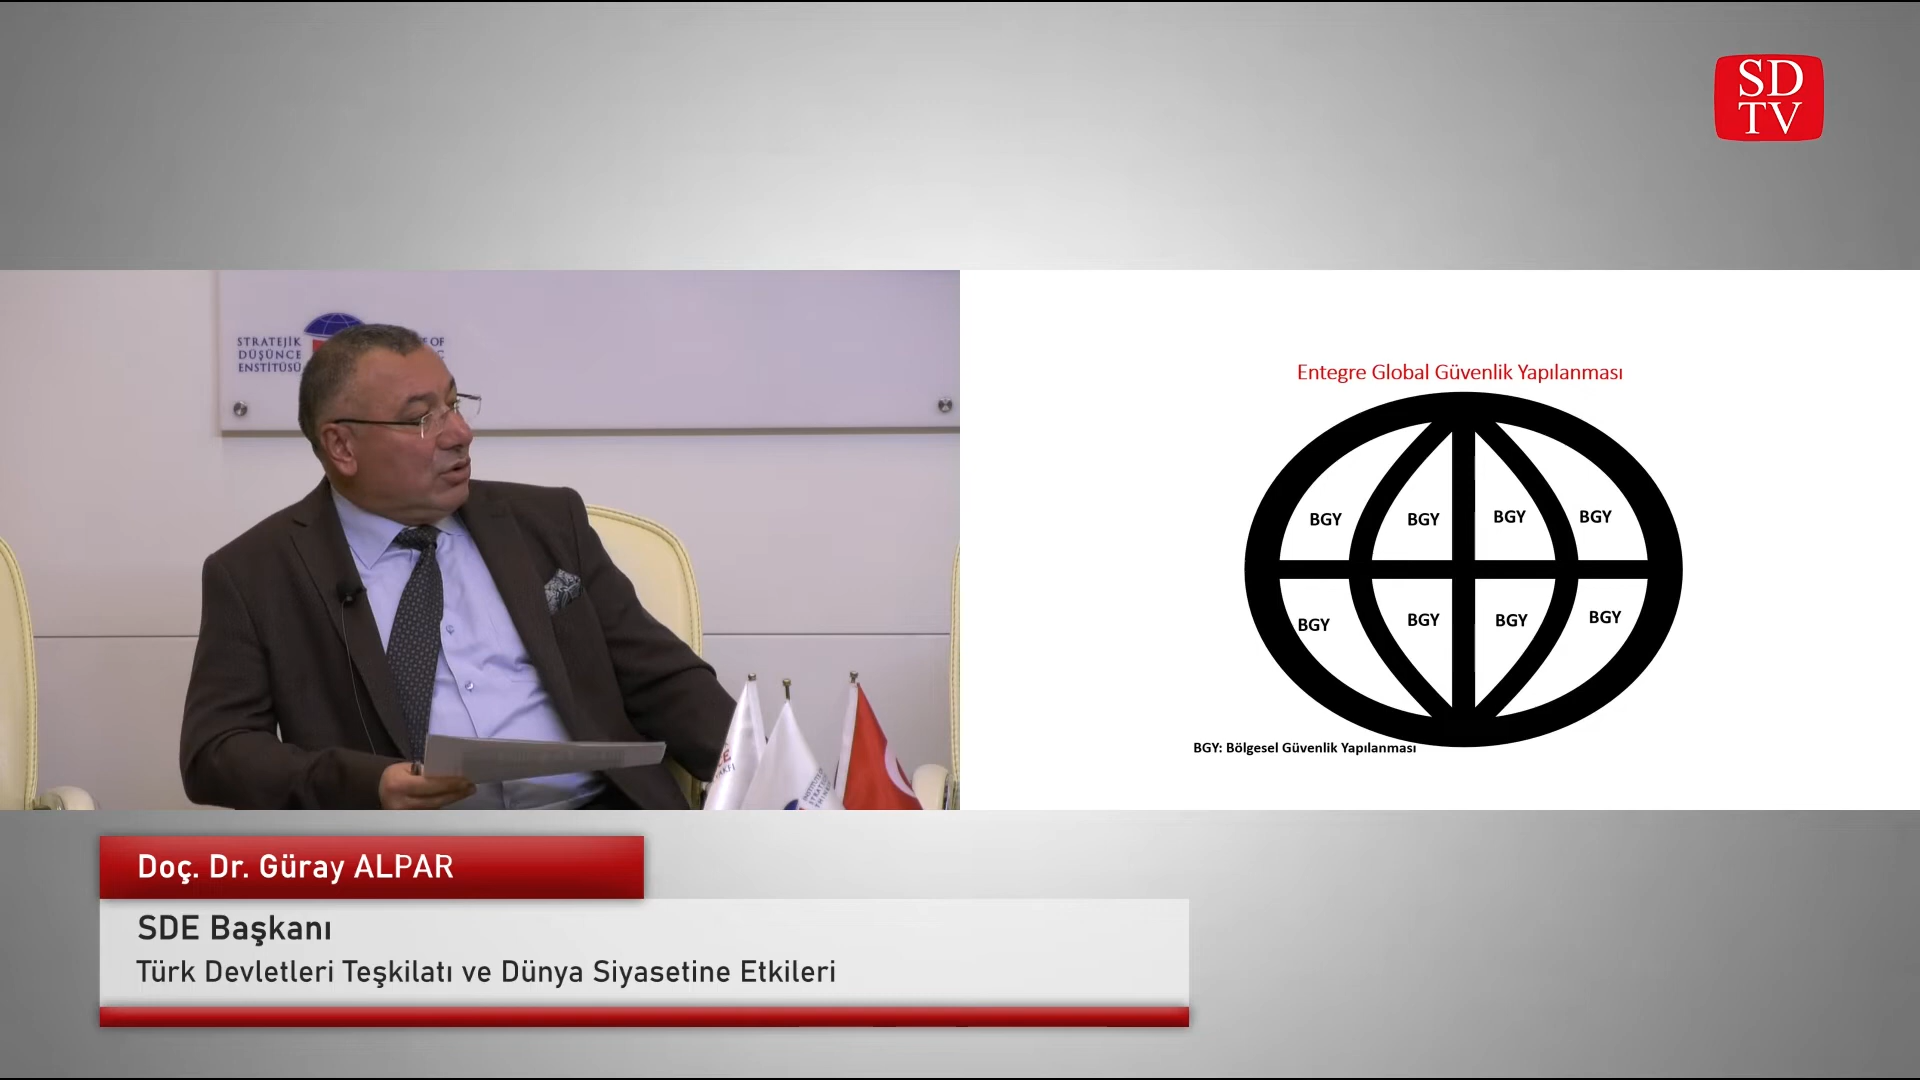 SD
TV
STRATEJİK
DÜŞÜNCE
ENSTİTÜSÜ
OF
Entegre Global Güvenlik Yapılanması
BGY BGY BGY BGY
BGY BGY BGY BGY
BGY: Bölgesel Güvenlik Yapılanması
Doç. Dr. Güray ALPAR
SDE Başkanı
Türk Devletleri Teşkilatı ve Dünya Siyasetine Etkileri